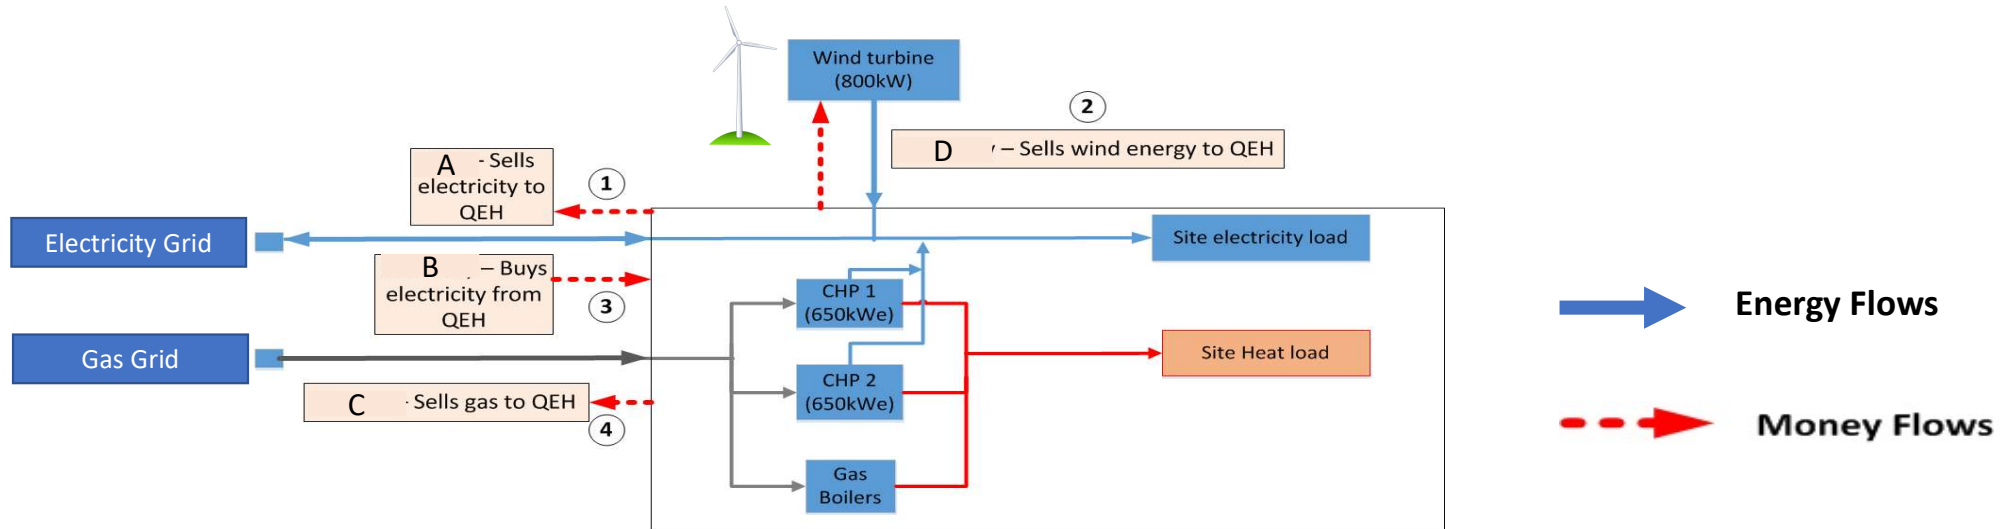 Wind turbine
(800kW)
2
D – Sells wind energy to QEH
A - Sells
electricity to
QEH
1
Electricity Grid
Site electricity load
B – Buys
electricity from
QEH
3
CHP 1
(650kWe)
Energy Flows
Gas Grid
Site Heat load
CHP 2
(650kWe)
C - Sells gas to QEH
4
Money Flows
Gas
Boilers